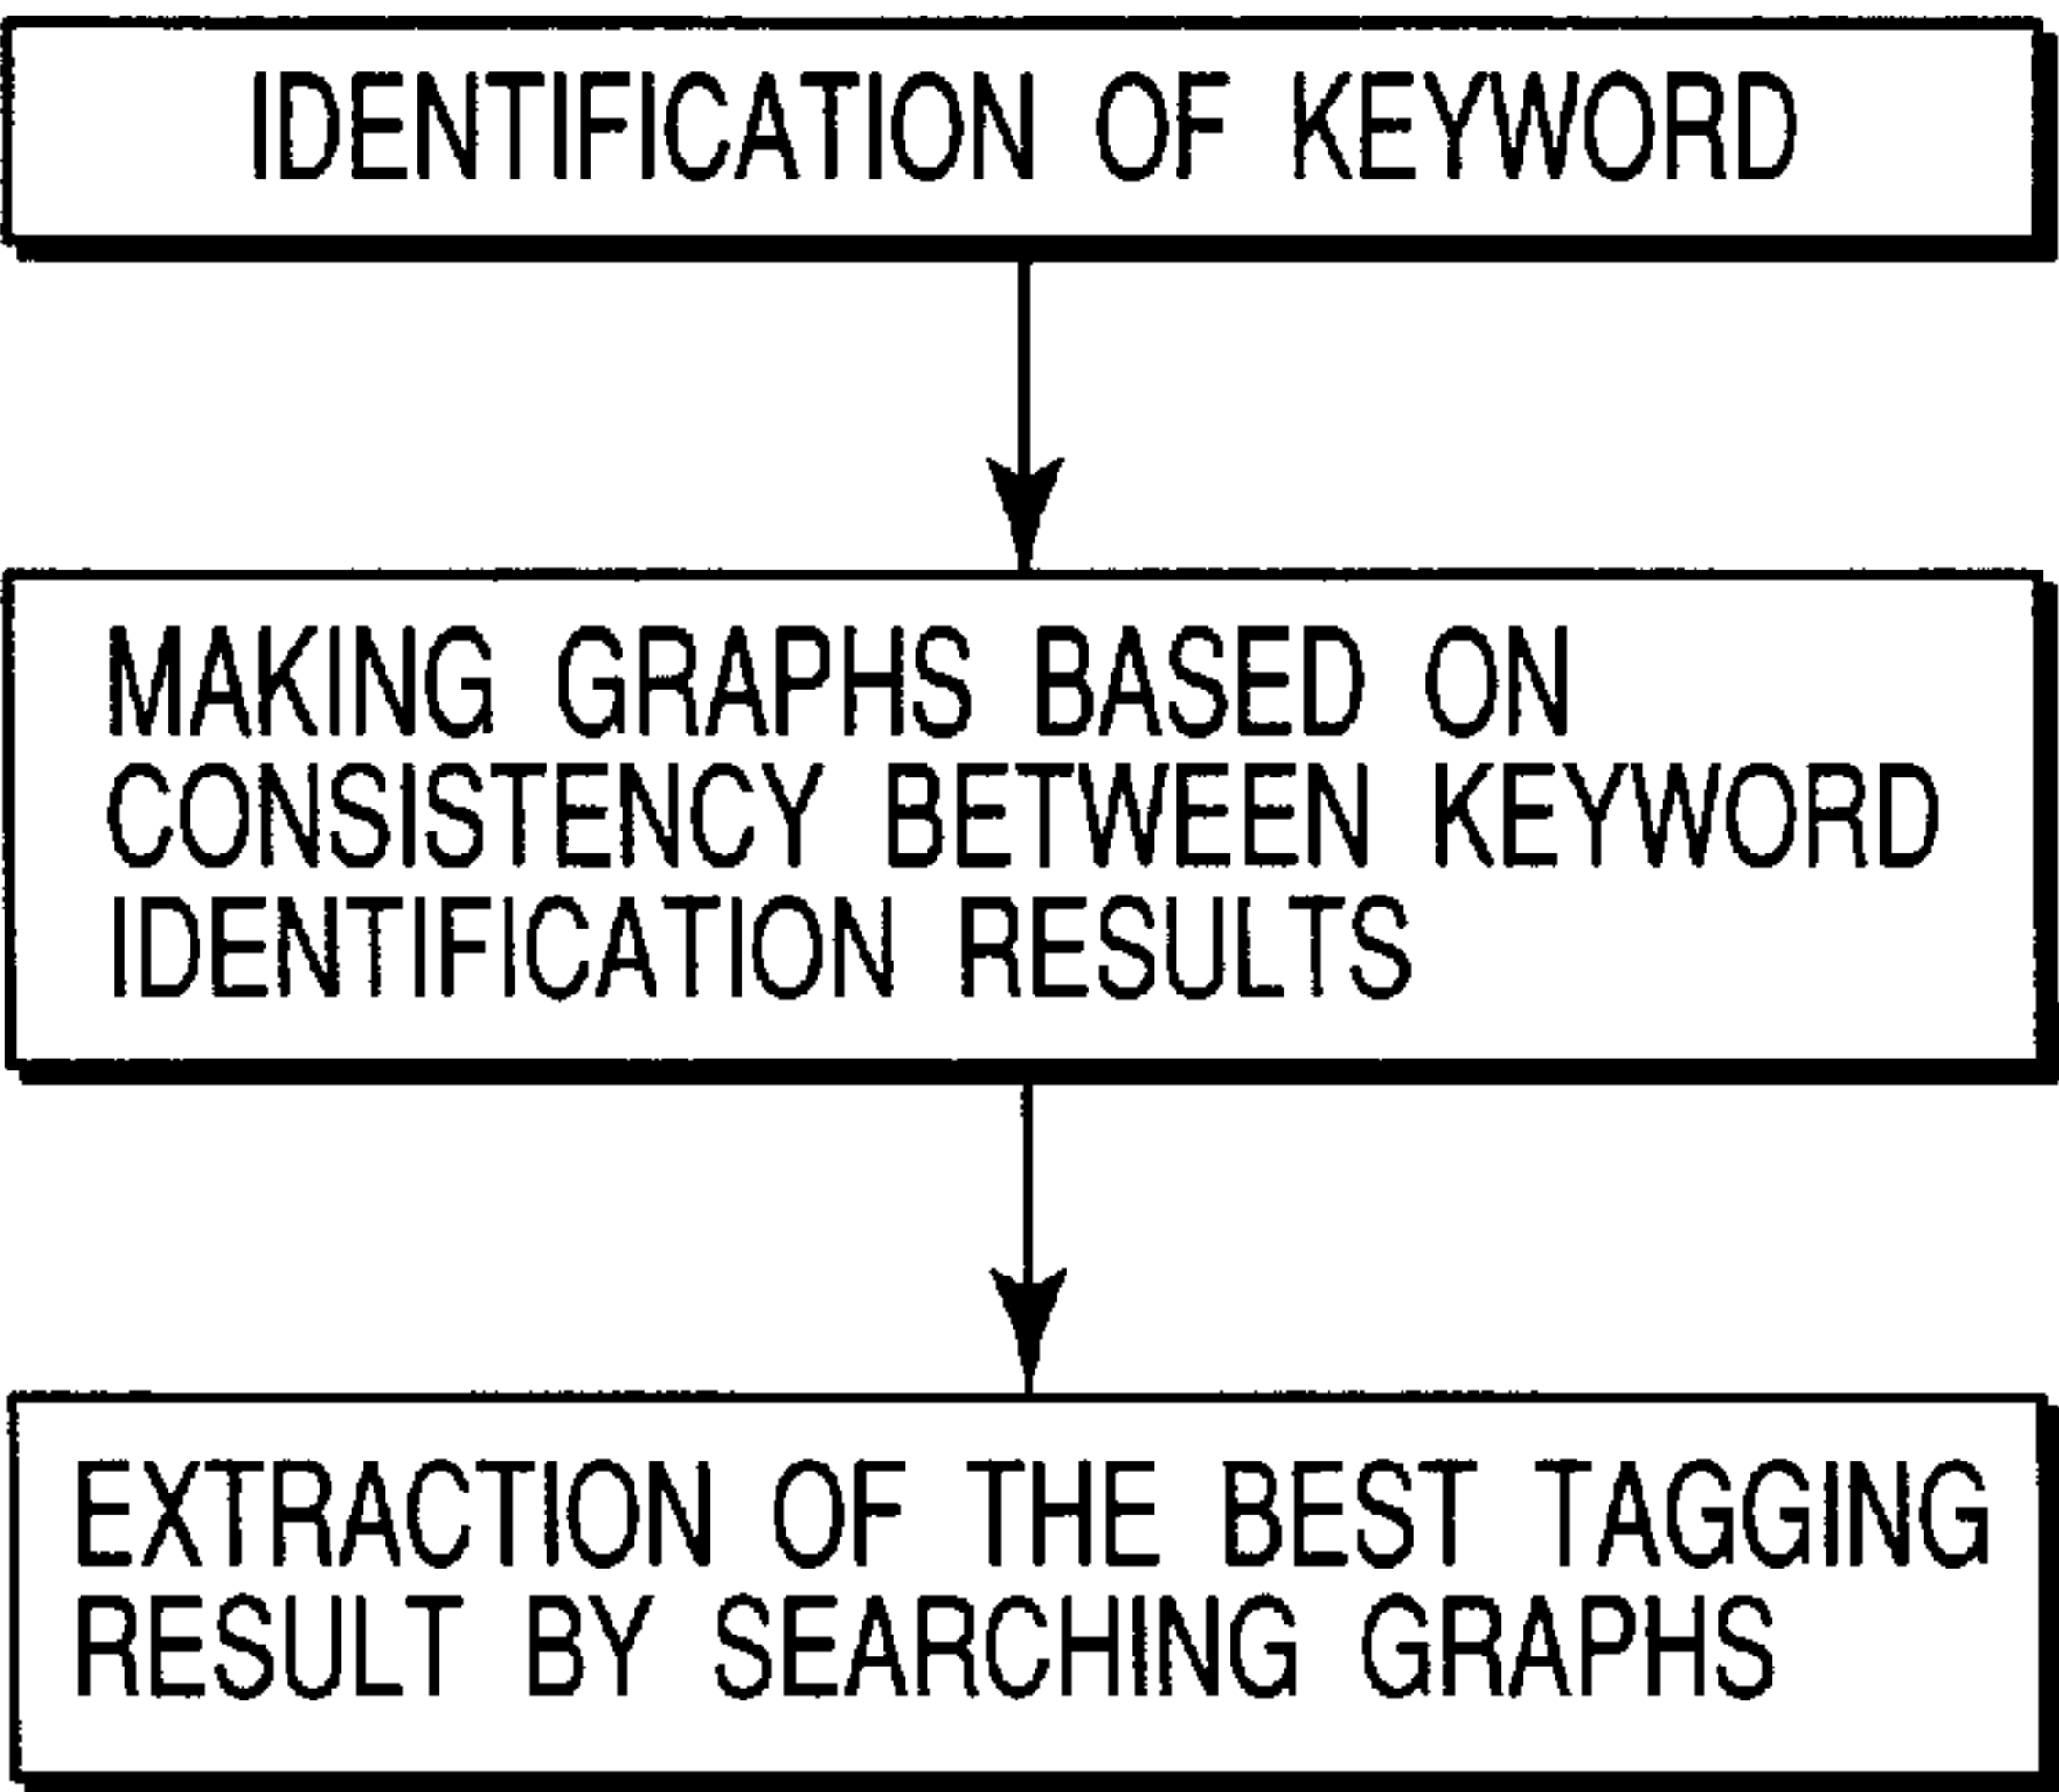 IDENTIFICATION OF KEYWORD
MAKING GRAPHS BASED ON
CONSISTENCY BETWEEN KEYWORD
IDENTIFICATION RESULTS
EXTRACTION OF THE BEST TAGGING
RESULT BY SEARCHING GRAPHS